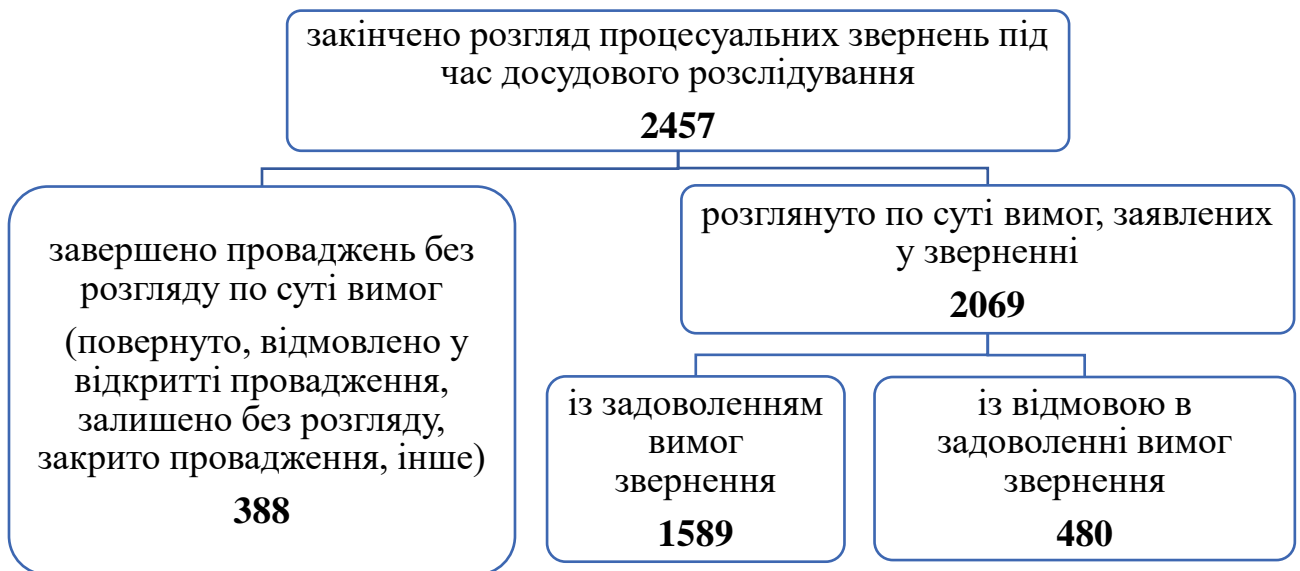 закінчено розгляд процесуальних звернень під
час досудового розслідування
2457
завершено проваджень без
розгляду по суті вимог
(повернуто, відмовлено у
відкритті провадження,
залишено без розгляду,
закрито провадження, інше)
388
розглянуто по суті вимог, заявлених
у зверненні
2069
із задоволенням
вимог
звернення
1589
із відмовою в
задоволенні вимог
звернення
480